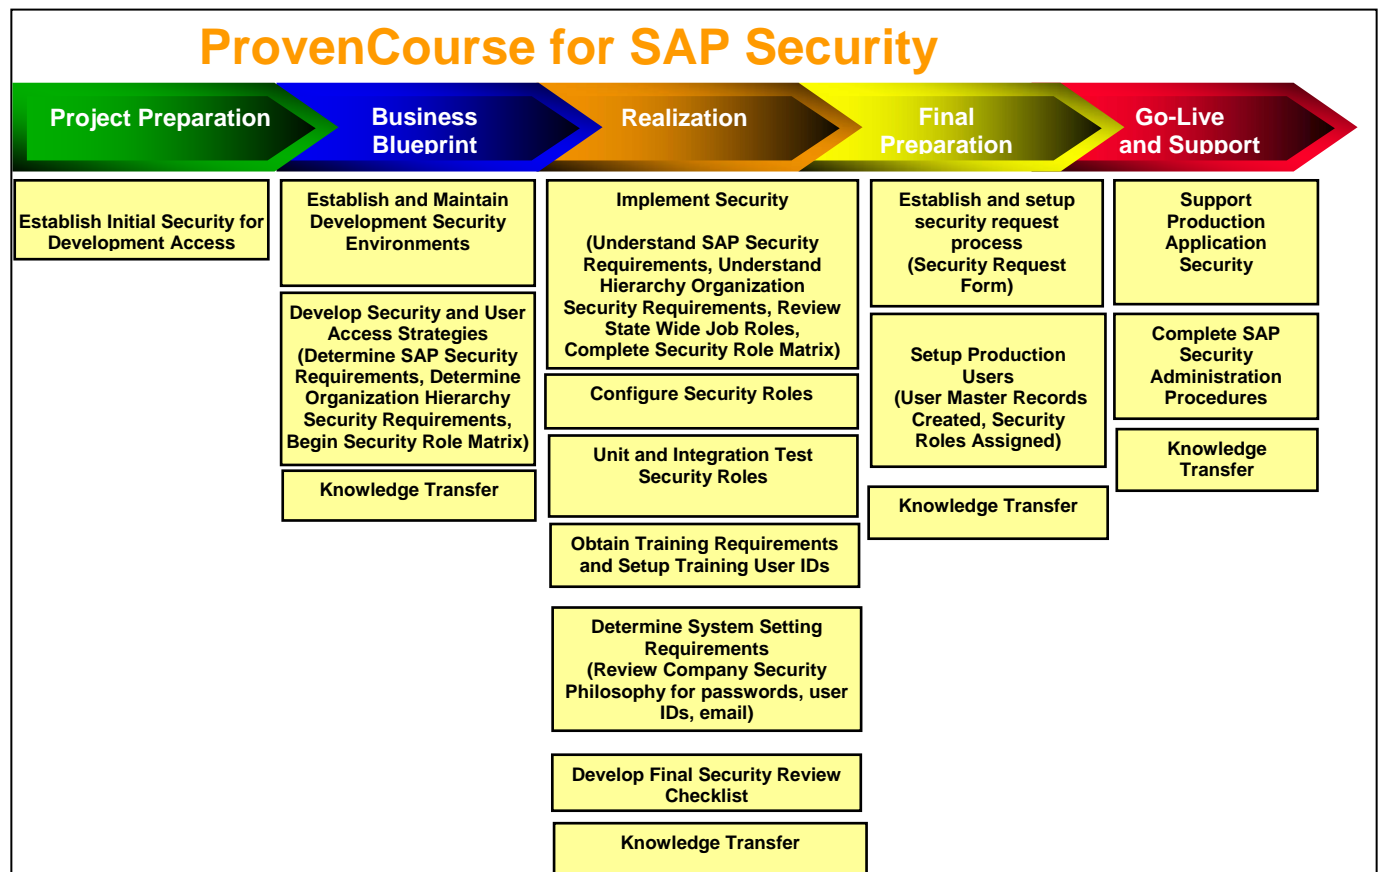 ProvenCourse for SAP Security
Project Preparation
Business
Blueprint
Realization
Final
Preparation
Go-Live
and Support
Establish Initial Security for
Development Access
Establish and Maintain
Development Security
Environments
Develop Security and User
Access Strategies
(Determine SAP Security
Requirements, Determine
Organization Hierarchy
Security Requirements,
Begin Security Role Matrix)
Knowledge Transfer
Implement Security
(Understand SAP Security
Requirements, Understand
Hierarchy Organization
Security Requirements, Review
State Wide Job Roles,
Complete Security Role Matrix)
Configure Security Roles
Unit and Integration Test
Security Roles
Obtain Training Requirements
and Setup Training User IDs
Determine System Setting
Requirements
(Review Company Security
Philosophy for passwords, user
IDs, email)
Develop Final Security Review
Checklist
Knowledge Transfer
Establish and setup
security request
process
(Security Request
Form)
Setup Production
Users
(User Master Records
Created, Security
Roles Assigned)
Knowledge Transfer
Support
Production
Application
Security
Complete SAP
Security
Administration
Procedures
Knowledge
Transfer